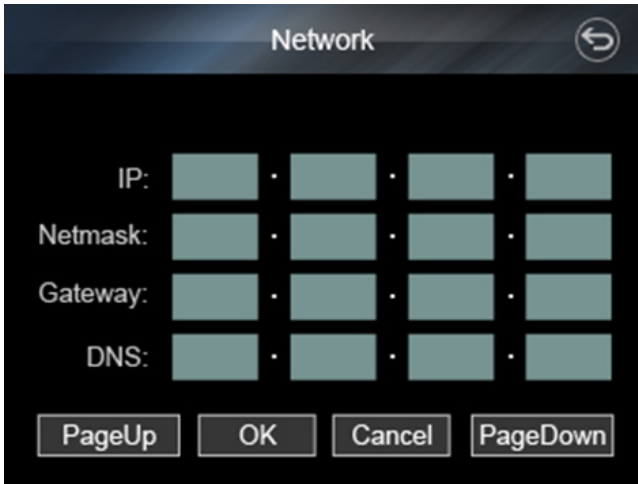 Network
IP: . . .
Netmask: . . .
Gateway: . . .
DNS: . . .
PageUp OK Cancel PageDown